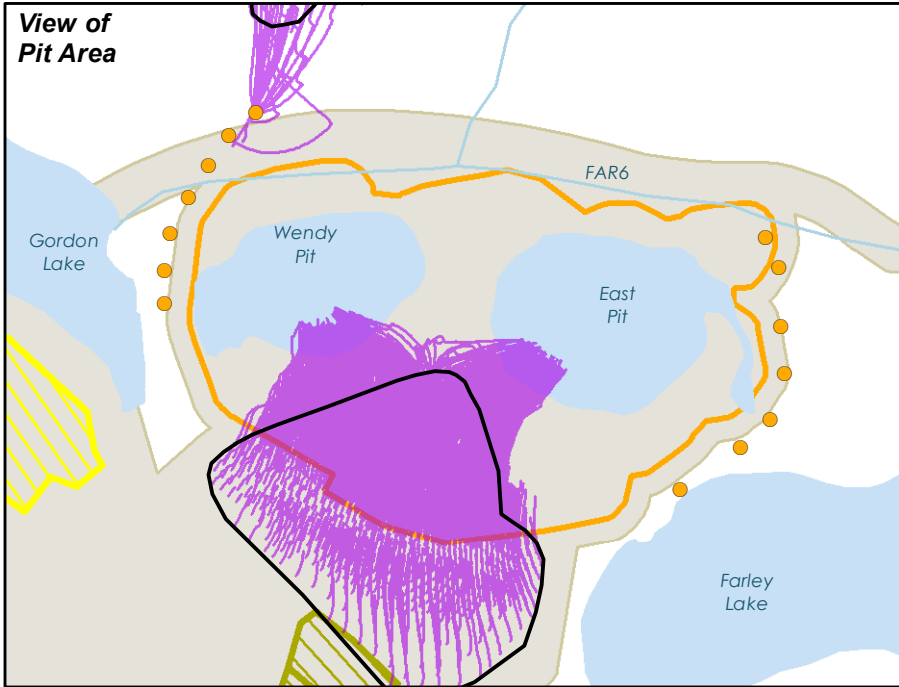 View of
Pit Area
FAR6
Gordon
Lake
Wendy
Pit
East
Pit
Farley
Lake